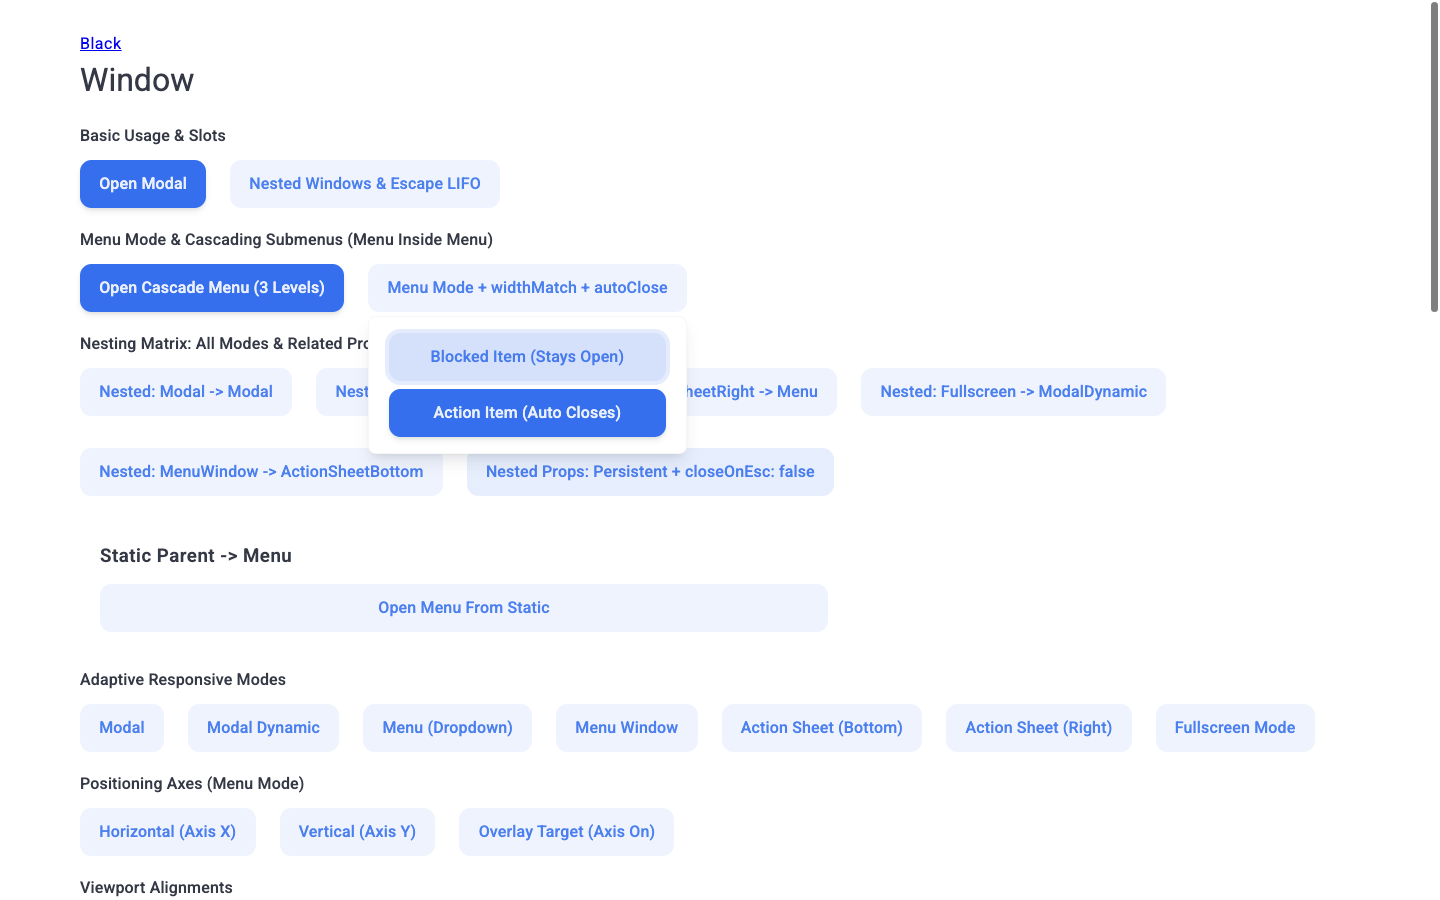 Black
Window
Basic Usage & Slots
Open Modal
Nested Windows & Escape LIFO
Menu Mode & Cascading Submenus (Menu Inside Menu)
Open Cascade Menu (3 Levels)
Menu Mode + widthMatch + autoClose
Nesting Matrix: All Modes & Related Pro
Blocked Item (Stays Open)
Nested: Modal -> Modal
Nest
heetRight -> Menu
Nested: Fullscreen -> ModalDynamic
Action Item (Auto Closes)
Nested: MenuWindow -> ActionSheetBottom
Nested Props: Persistent + closeOnEsc: false
Static Parent -> Menu
Open Menu From Static
Adaptive Responsive Modes
Modal
Modal Dynamic
Menu (Dropdown)
Menu Window
Action Sheet (Bottom)
Action Sheet (Right)
Fullscreen Mode
Positioning Axes (Menu Mode)
Horizontal (Axis X)
Vertical (Axis Y)
Overlay Target (Axis On)
Viewport Alignments